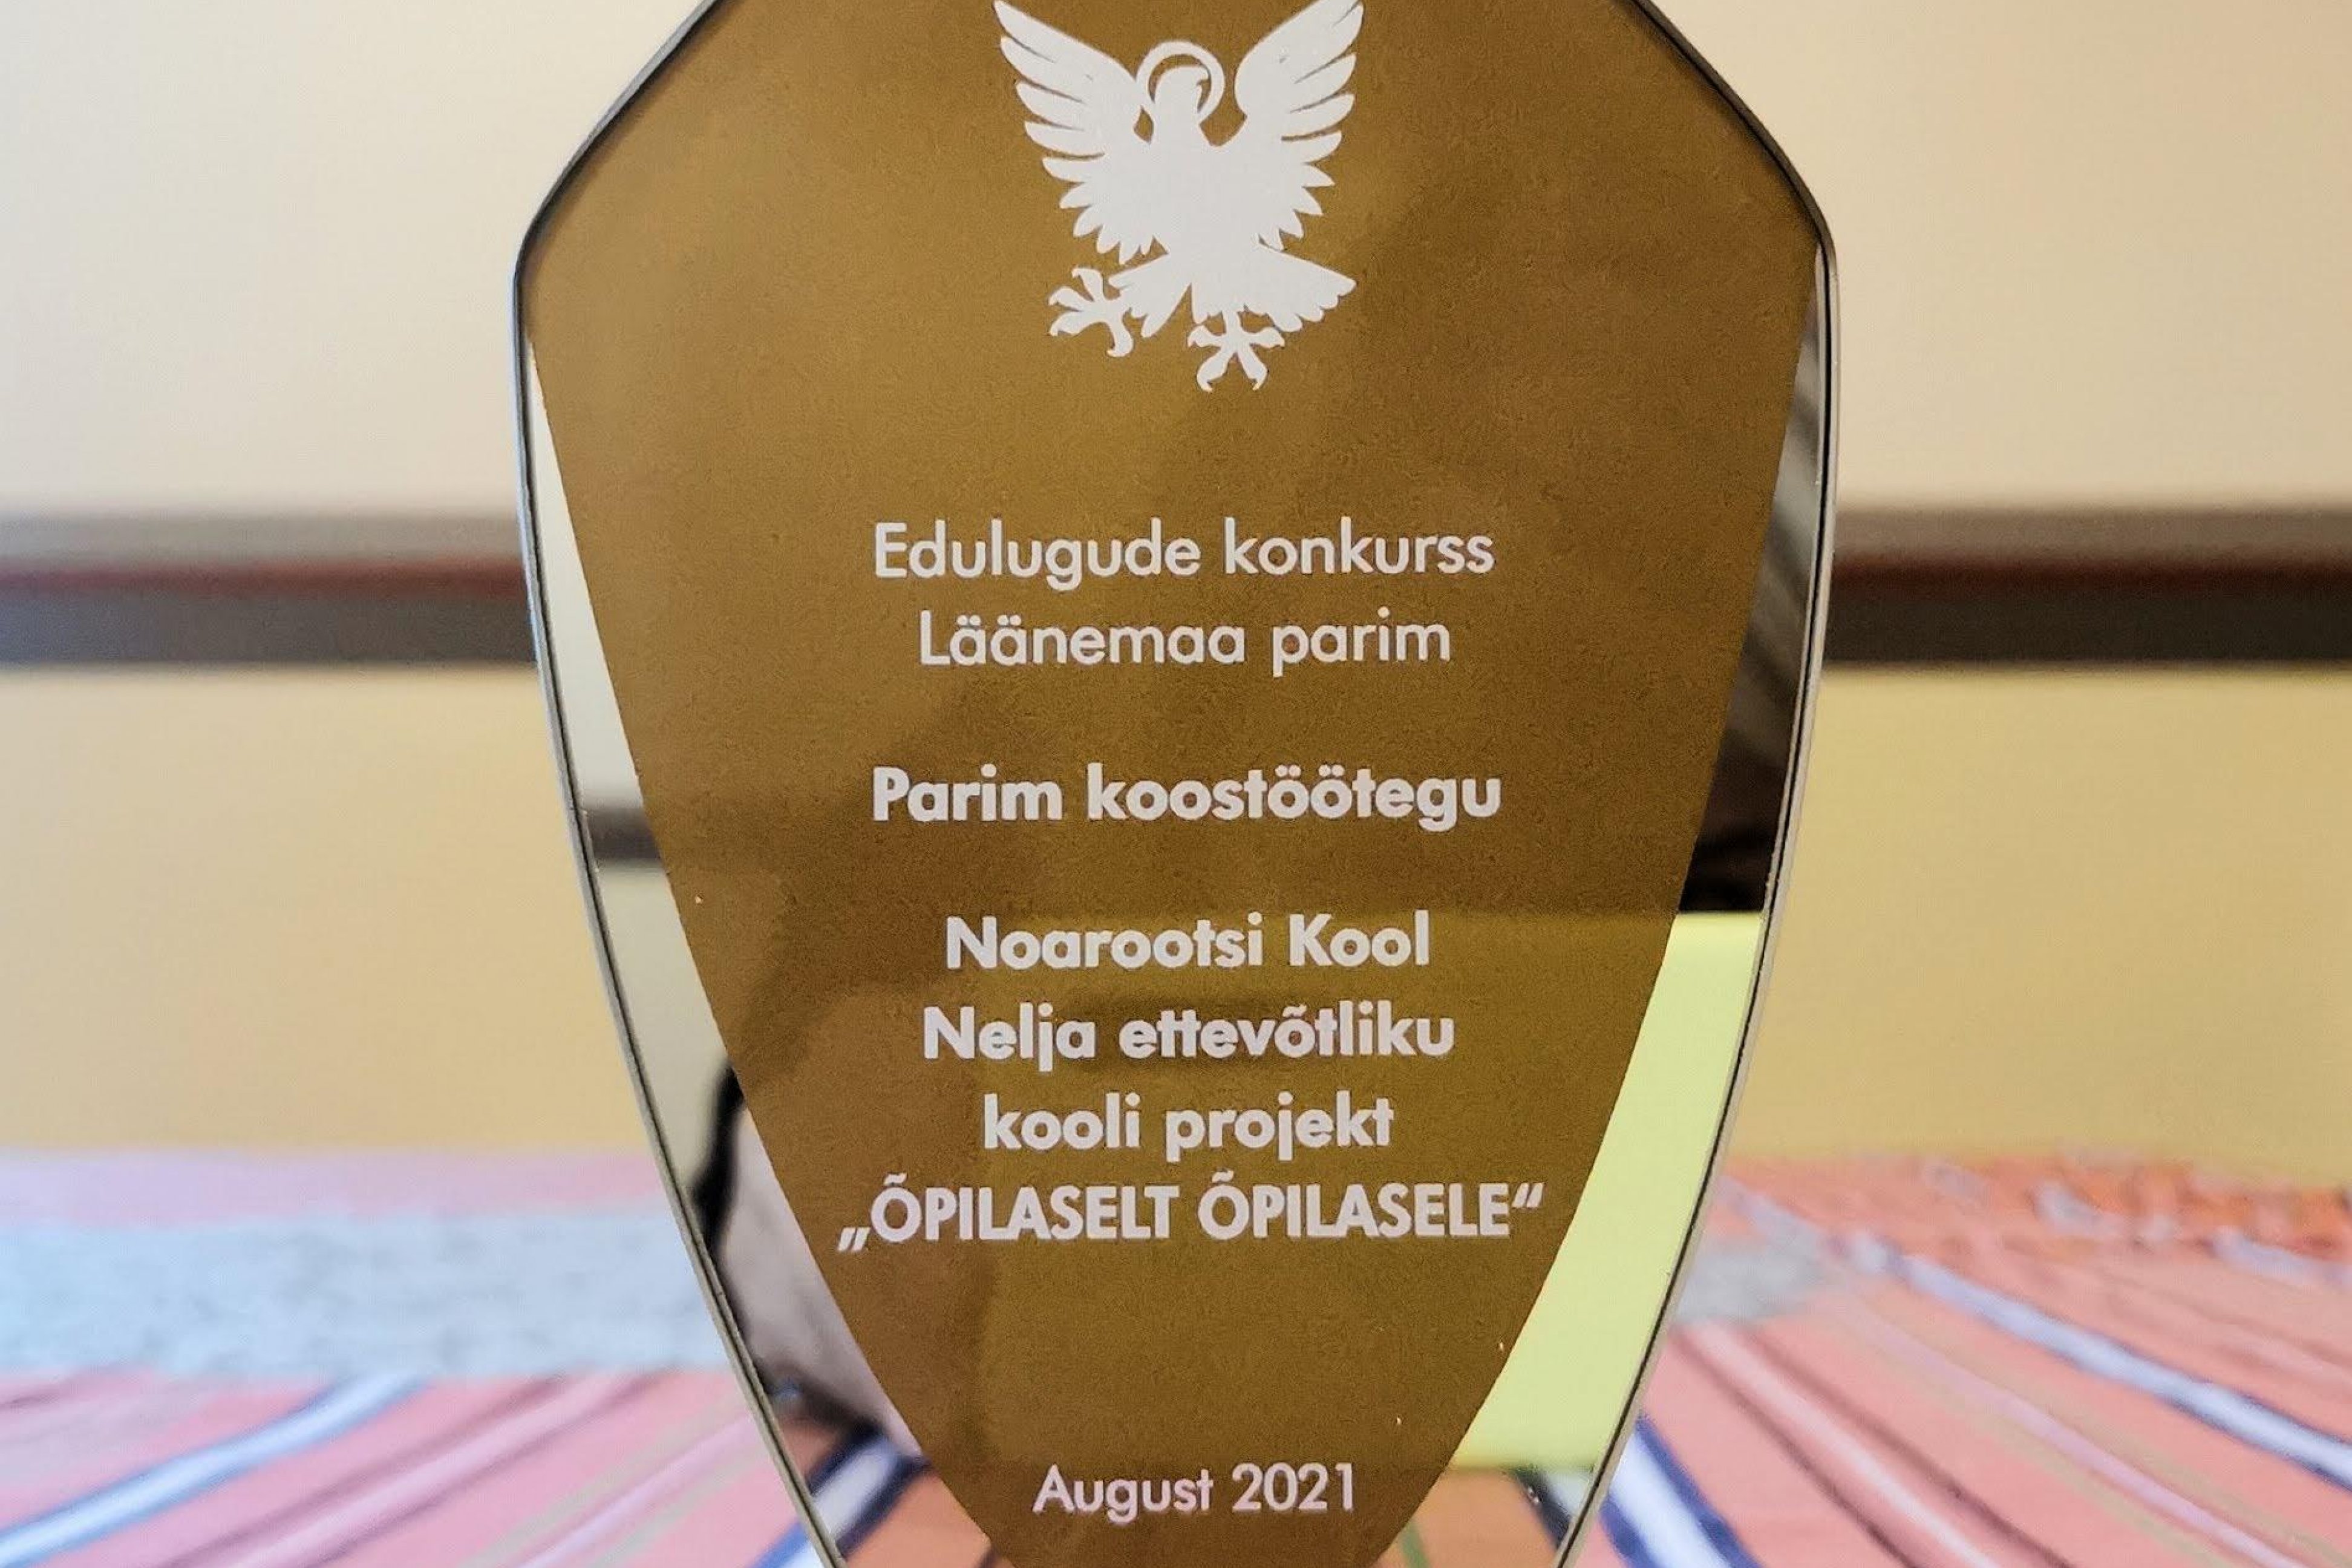 Edulugude konkurss
Läänemaa parim
Parim koostöötegu
Noarootsi Kool
Nelja ettevõtliku
kooli projekt
„ÕPILASELT ÕPILASELE“
August 2021